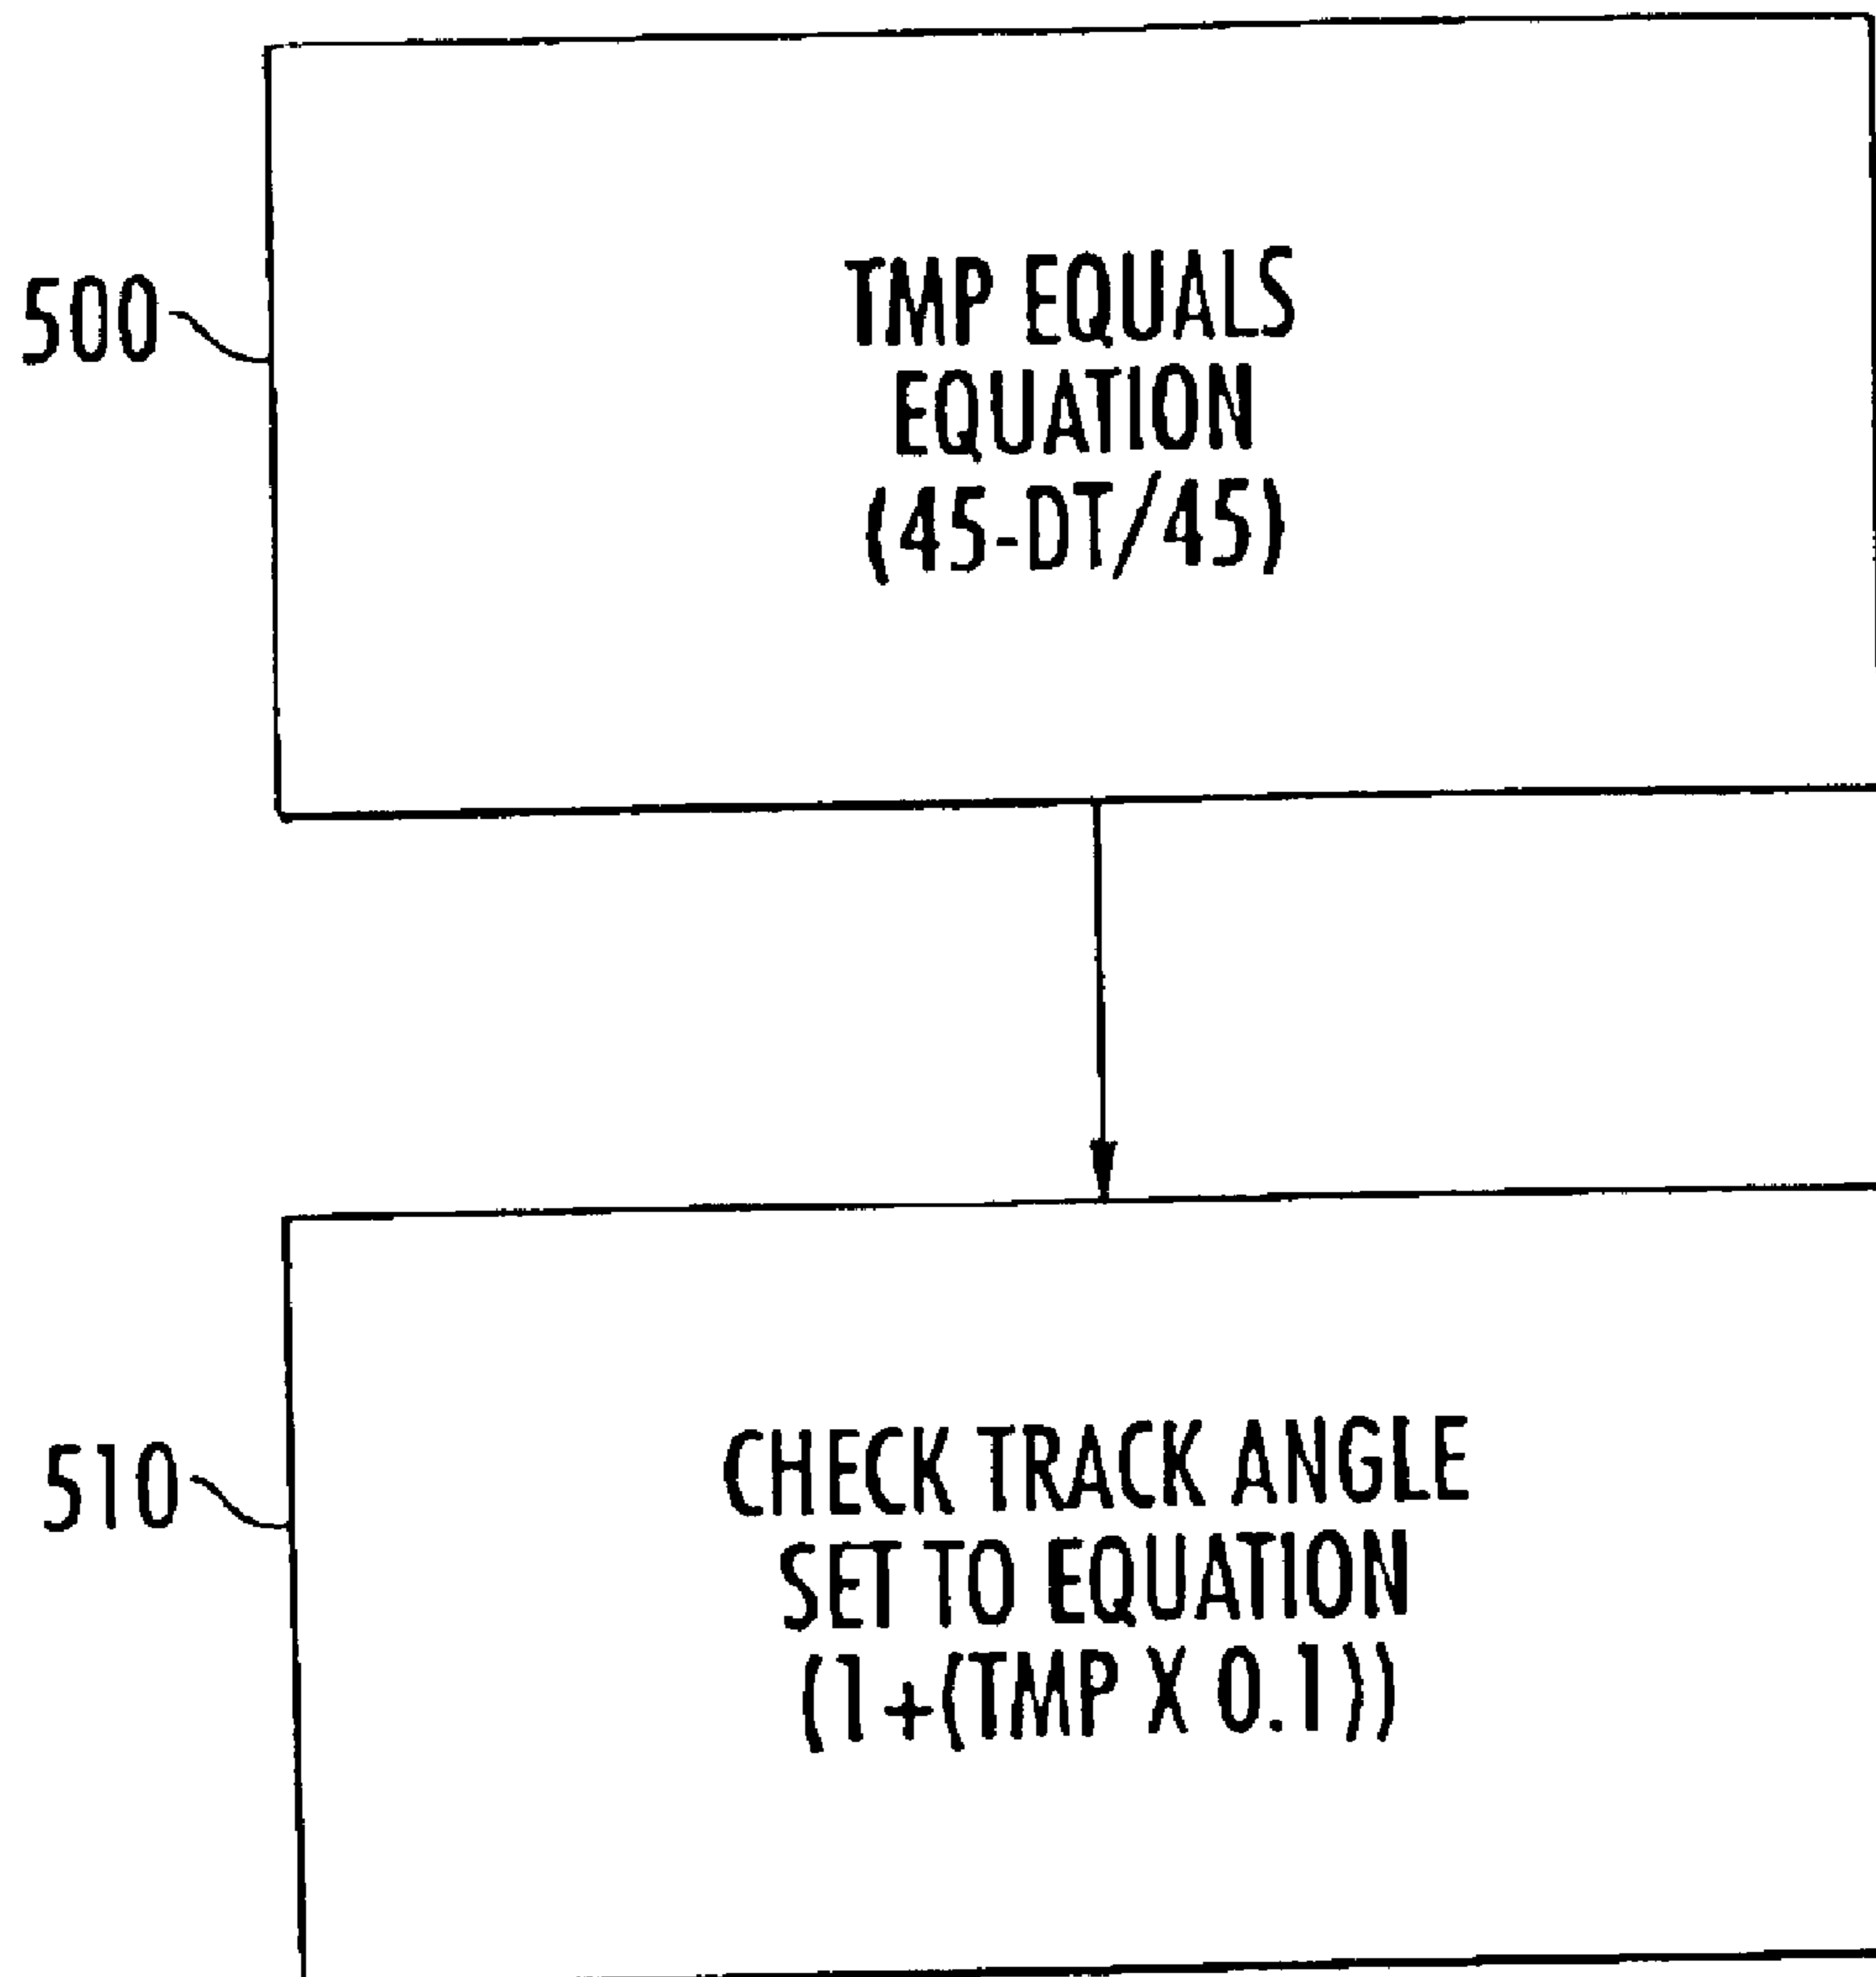 500
TMP EQUALS
EQUATION
(45-DT/45)
510
CHECK TRACK ANGLE
SET TO EQUATION
(1+(TMP X 0.1))